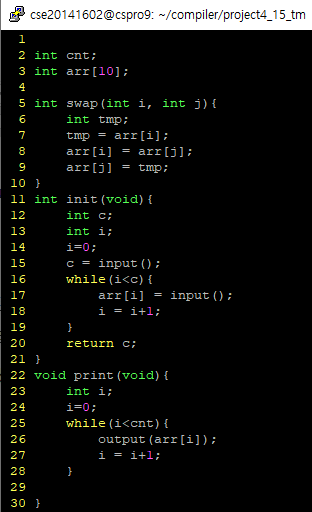 cse20141602@cspro9: ~/compiler/project4_15_tm
1
2 int cnt;
3 int arr[10];
4
5 int swap(int i, int j){
6     int tmp;
7     tmp = arr[i];
8     arr[i] = arr[j];
9     arr[j] = tmp;
10 }
11 int init(void){
12     int c;
13     int i;
14     i=0;
15     c = input();
16     while(i<c){
17         arr[i] = input();
18         i = i+1;
19     }
20     return c;
21 }
22 void print(void){
23     int i;
24     i=0;
25     while(i<cnt){
26         output(arr[i]);
27         i = i+1;
28     }
29
30 }